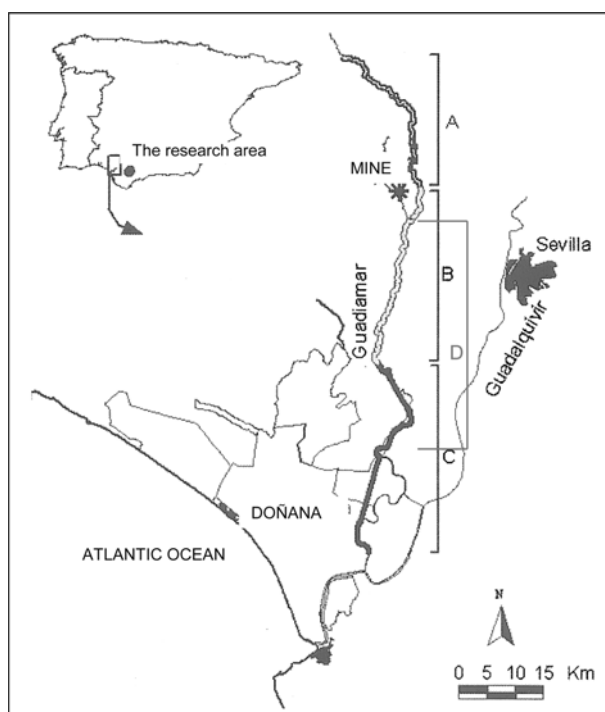 The research area
A
MINE
Sevilla
B
Guadiamar
Guadalquivir
D
C
DOÑANA
ATLANTIC OCEAN
N
0 5 10 15 Km